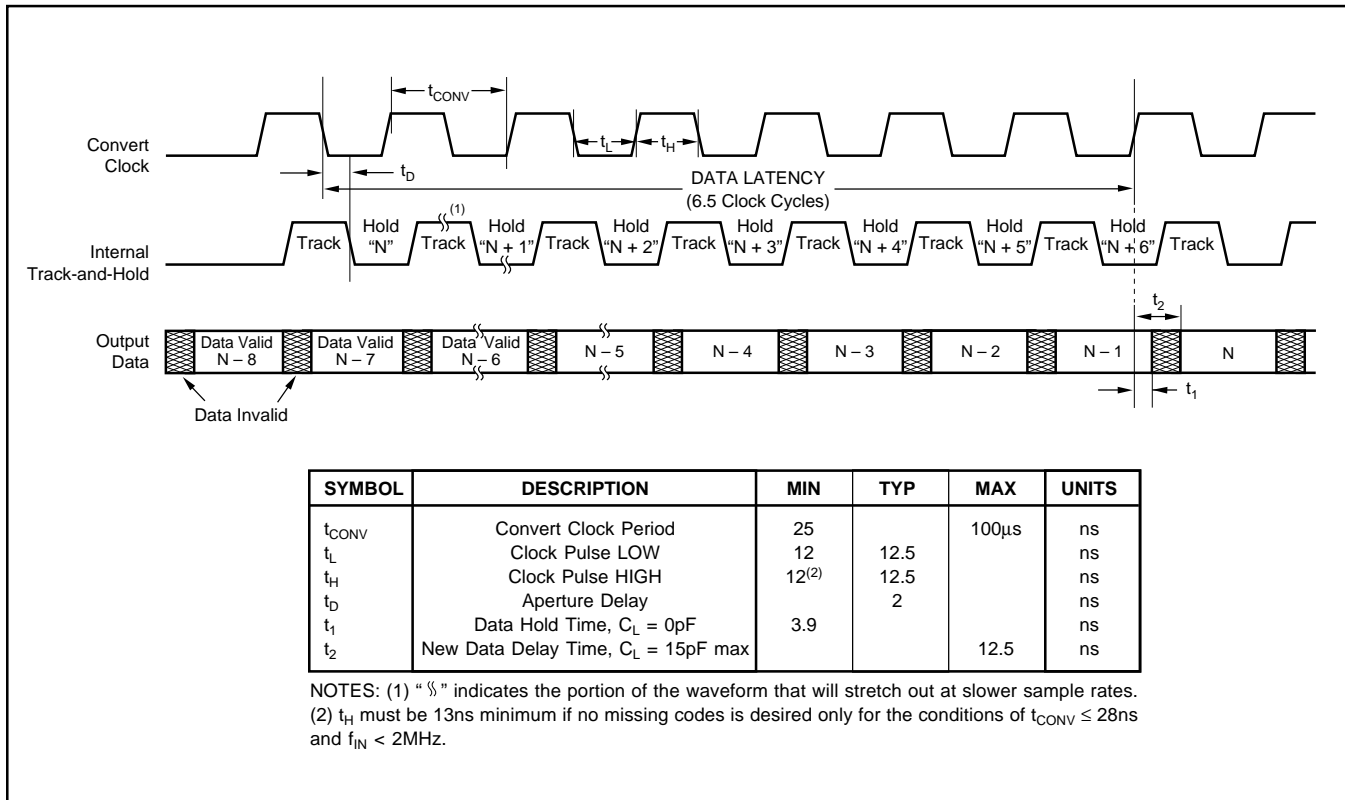 t_CONV
Convert
Clock
t_L
t_H
t_D
DATA LATENCY
(6.5 Clock Cycles)
Internal
Track-and-Hold
Track
Hold
“N”
Track
(1)
Hold
“N + 1”
Track
Hold
“N + 2”
Track
Hold
“N + 3”
Track
Hold
“N + 4”
Track
Hold
“N + 5”
Track
Hold
“N + 6”
Track
t_2
Output
Data
Data Valid
N – 8
Data Valid
N – 7
Data Valid
N – 6
N – 5
N – 4
N – 3
N – 2
N – 1
N
t_1
Data Invalid
SYMBOL DESCRIPTION MIN TYP MAX UNITS
t_CONV Convert Clock Period 25 100µs ns
t_L Clock Pulse LOW 12 12.5 ns
t_H Clock Pulse HIGH 12(2) 12.5 ns
t_D Aperture Delay 2 ns
t_1 Data Hold Time, C_L = 0pF 3.9 ns
t_2 New Data Delay Time, C_L = 15pF max 12.5 ns
NOTES: (1) “ ⸾ ” indicates the portion of the waveform that will stretch out at slower sample rates.
(2) t_H must be 13ns minimum if no missing codes is desired only for the conditions of t_CONV ≤ 28ns
and f_IN < 2MHz.